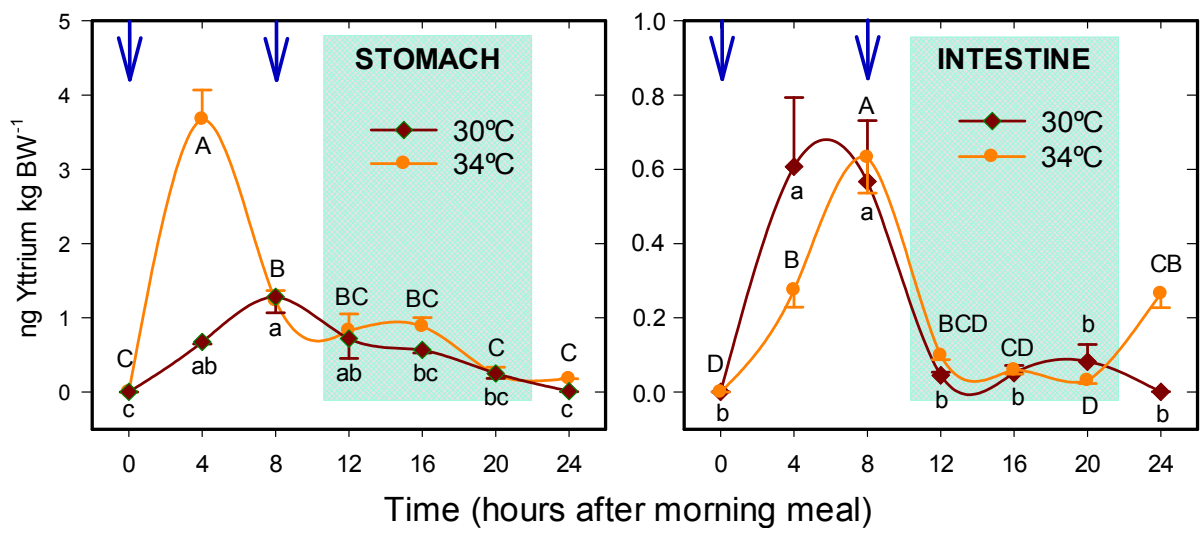 ng Yttrium kg BW⁻¹
STOMACH
30ºC
34ºC
5
4
3
2
1
0
C
c
A
ab
B
a
BC
ab
BC
bc
C
bc
C
c
0 4 8 12 16 20 24
INTESTINE
30ºC
34ºC
1.0
0.8
0.6
0.4
0.2
0.0
D
b
a
B
A
a
BCD
b
CD
b
b
D
CB
b
0 4 8 12 16 20 24
Time (hours after morning meal)